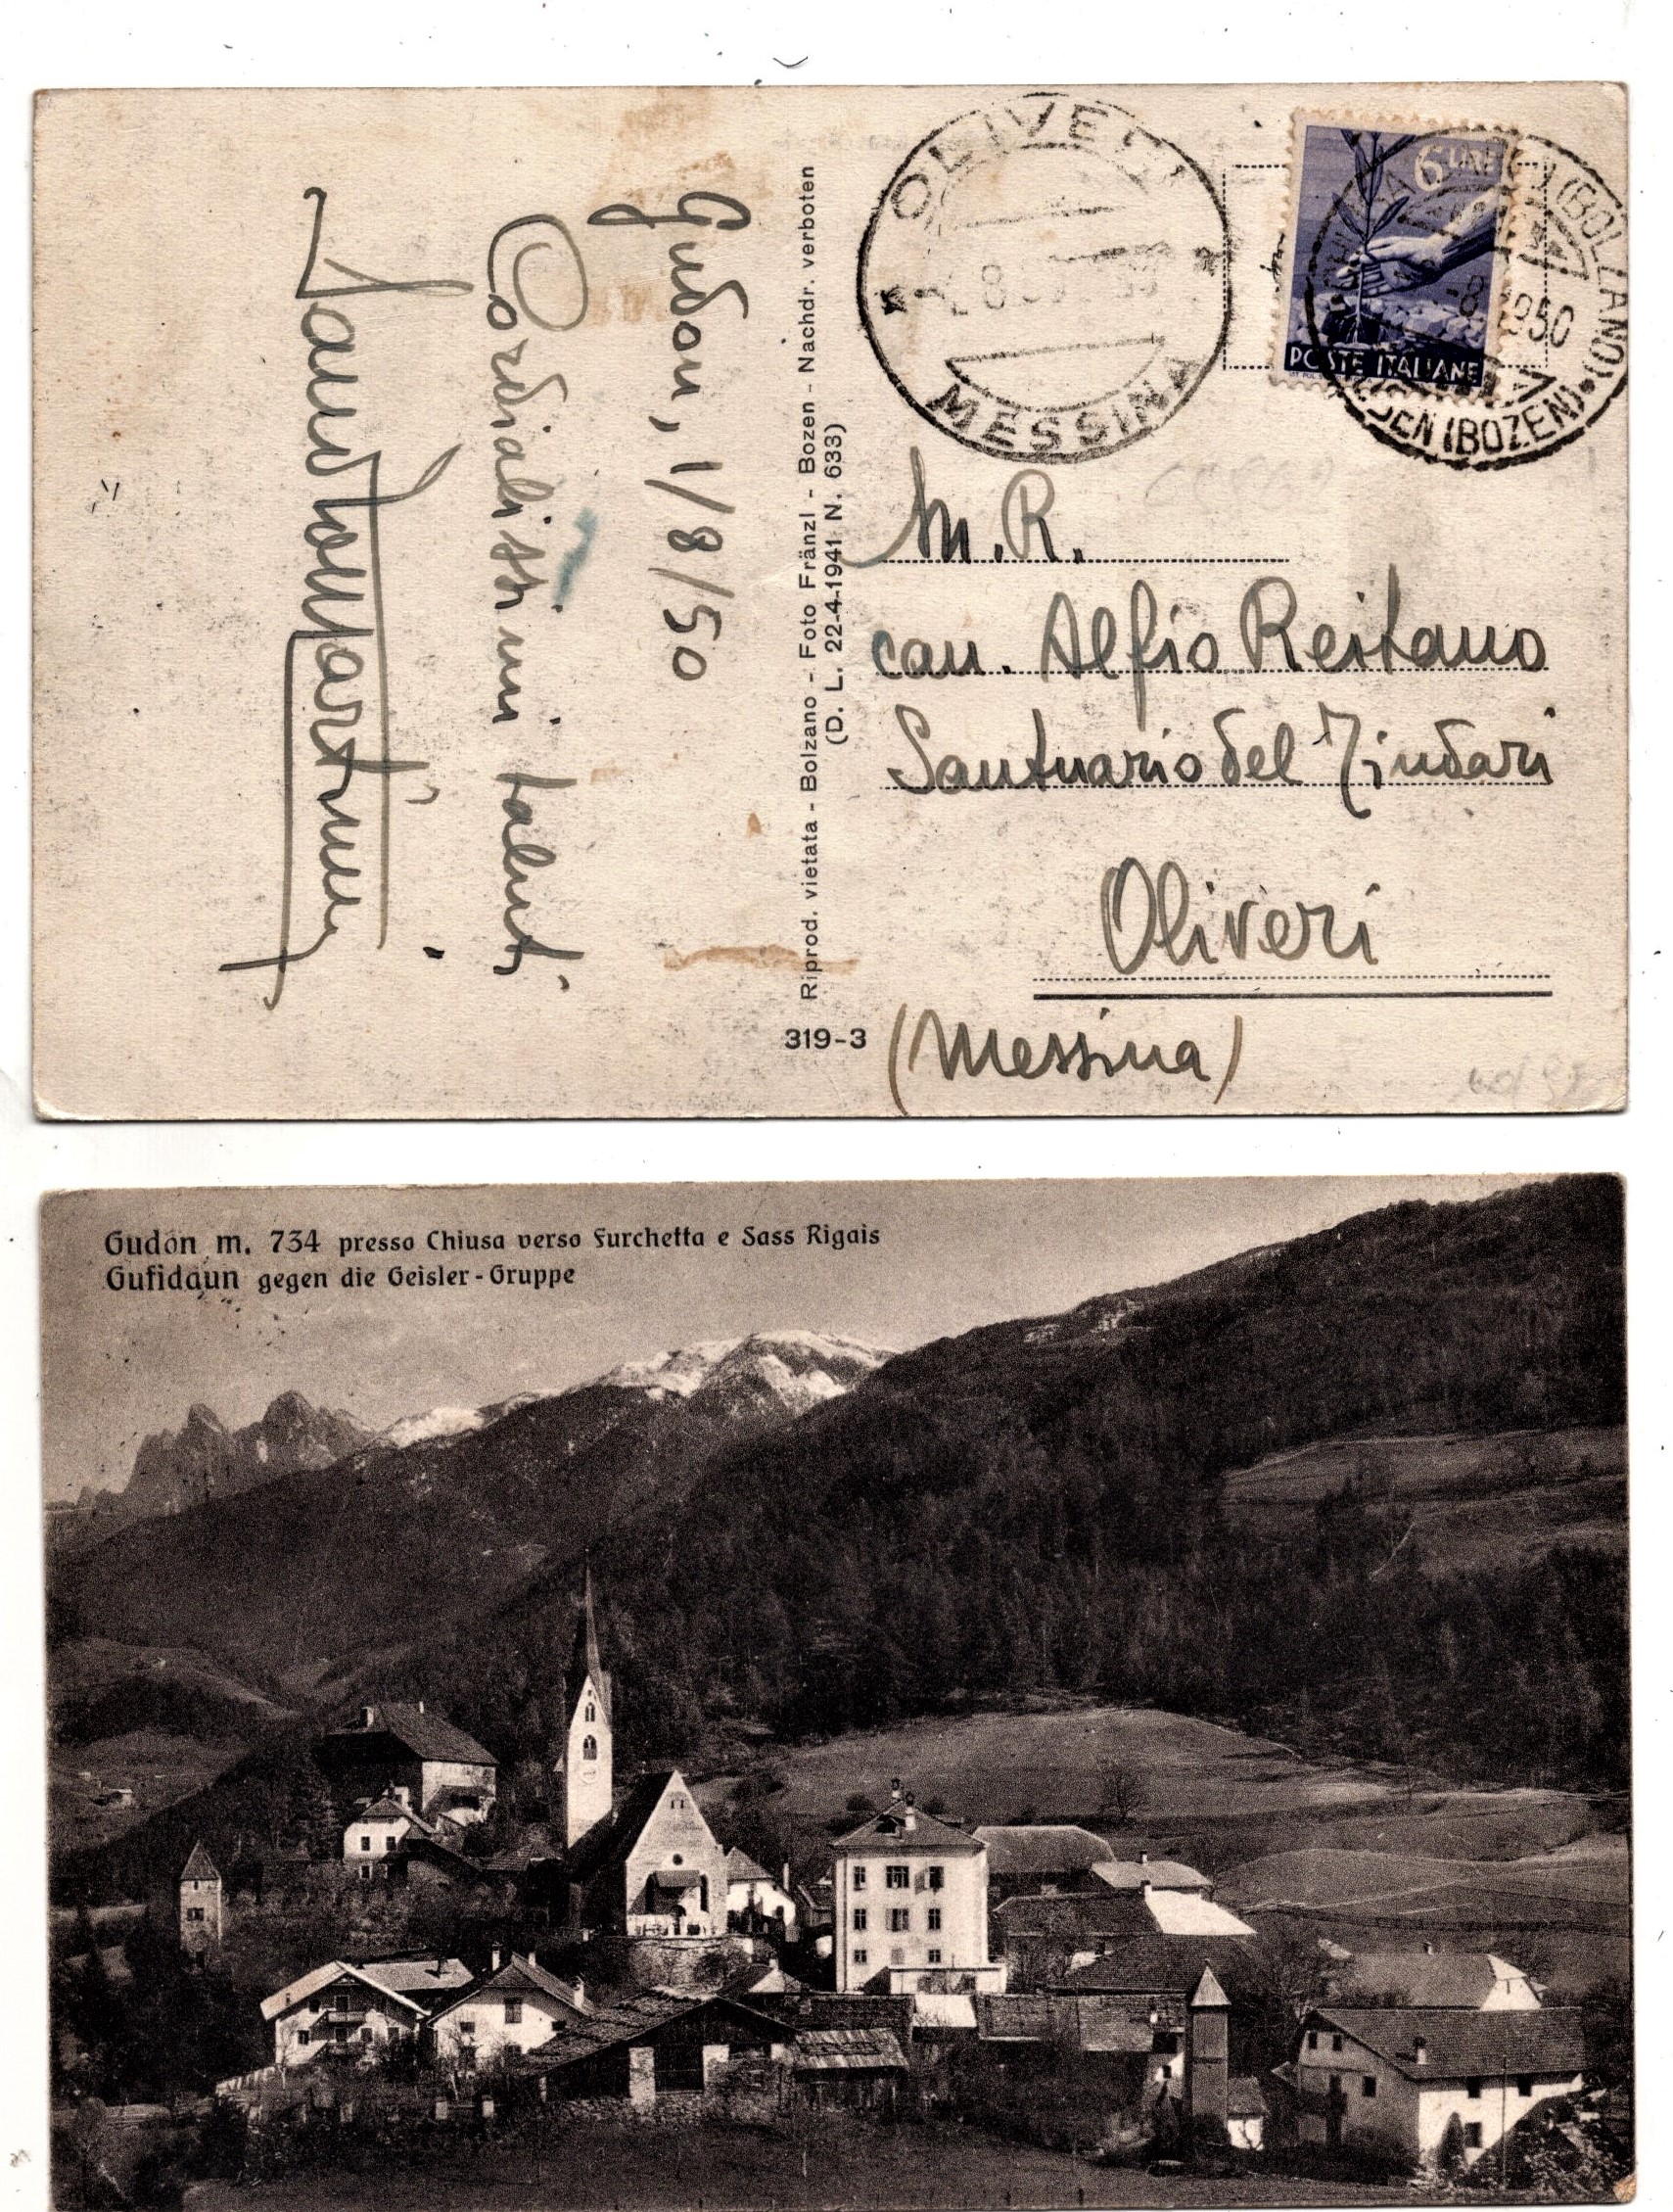 Gudon, 1/8/50
Cordialissimi saluti
Riprod. vietata - Bolzano - Foto Fränzl - Bozen - Nachdr. verboten
(D. L. 22-4-1941 N. 633)
319-3
OLIVERI
8.50
MESSINA
6 LIRE
POSTE ITALIANE
(BOLZANO)
1950
(BOZEN)
M. R.
can. Alfio Reitano
Santuario del Tindari
Oliveri
(Messina)
Gudon m. 734 presso Chiusa verso Furchetta e Sass Rigais
Gufidaun gegen die Geisler-Gruppe